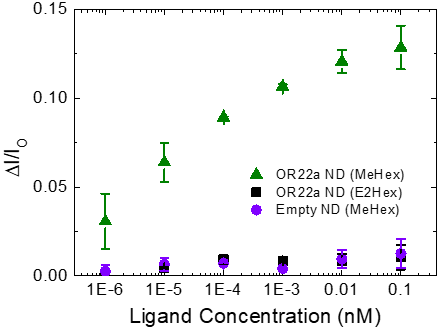 0.15
0.10
0.05
0.00
ΔI/I_O
OR22a ND (MeHex)
OR22a ND (E2Hex)
Empty ND (MeHex)
1E-6 1E-5 1E-4 1E-3 0.01 0.1
Ligand Concentration (nM)